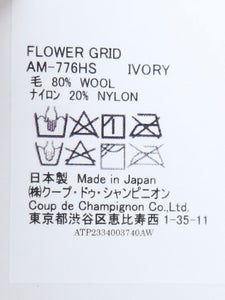 FLOWER GRID
AM-776HS IVORY
毛 80% WOOL
ナイロン 20% NYLON
日本製 Made in Japan
㈱クープ・ドゥ・シャンピニオン
Coup de Champignon Co.,Ltd.
東京都渋谷区恵比寿西 1-35-11
ATP2334003740AW